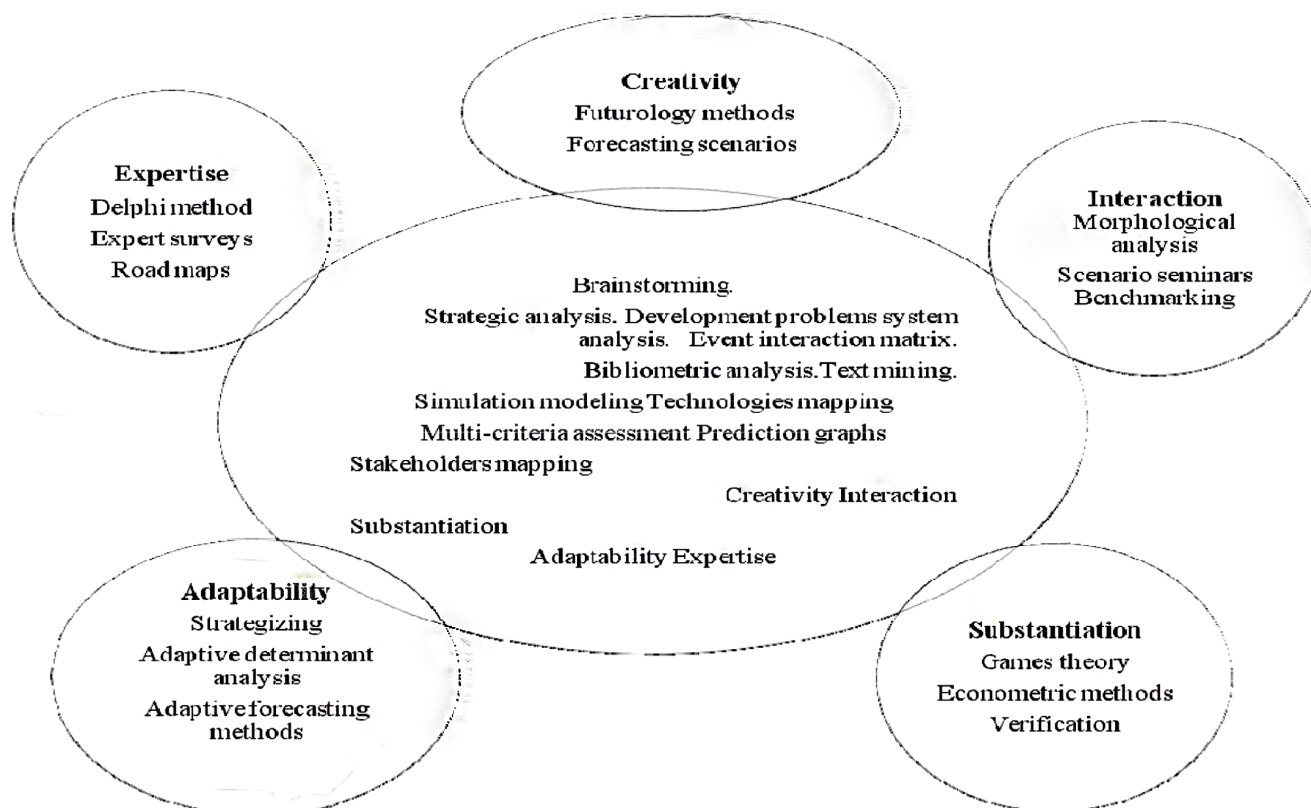 Creativity
Futurology methods
Forecasting scenarios
Expertise
Delphi method
Expert surveys
Road maps
Interaction
Morphological
analysis
Scenario seminars
Benchmarking
Brainstorming.
Strategic analysis. Development problems system
analysis. Event interaction matrix.
Bibliometric analysis.Text mining.
Simulation modeling Technologies mapping
Multi-criteria assessment Prediction graphs
Stakeholders mapping
Creativity Interaction
Substantiation
Adaptability Expertise
Adaptability
Strategizing
Adaptive determinant
analysis
Adaptive forecasting
methods
Substantiation
Games theory
Econometric methods
Verification